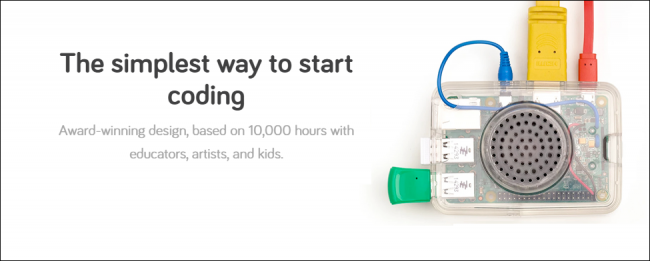 The simplest way to start
coding
Award-winning design, based on 10,000 hours with
educators, artists, and kids.